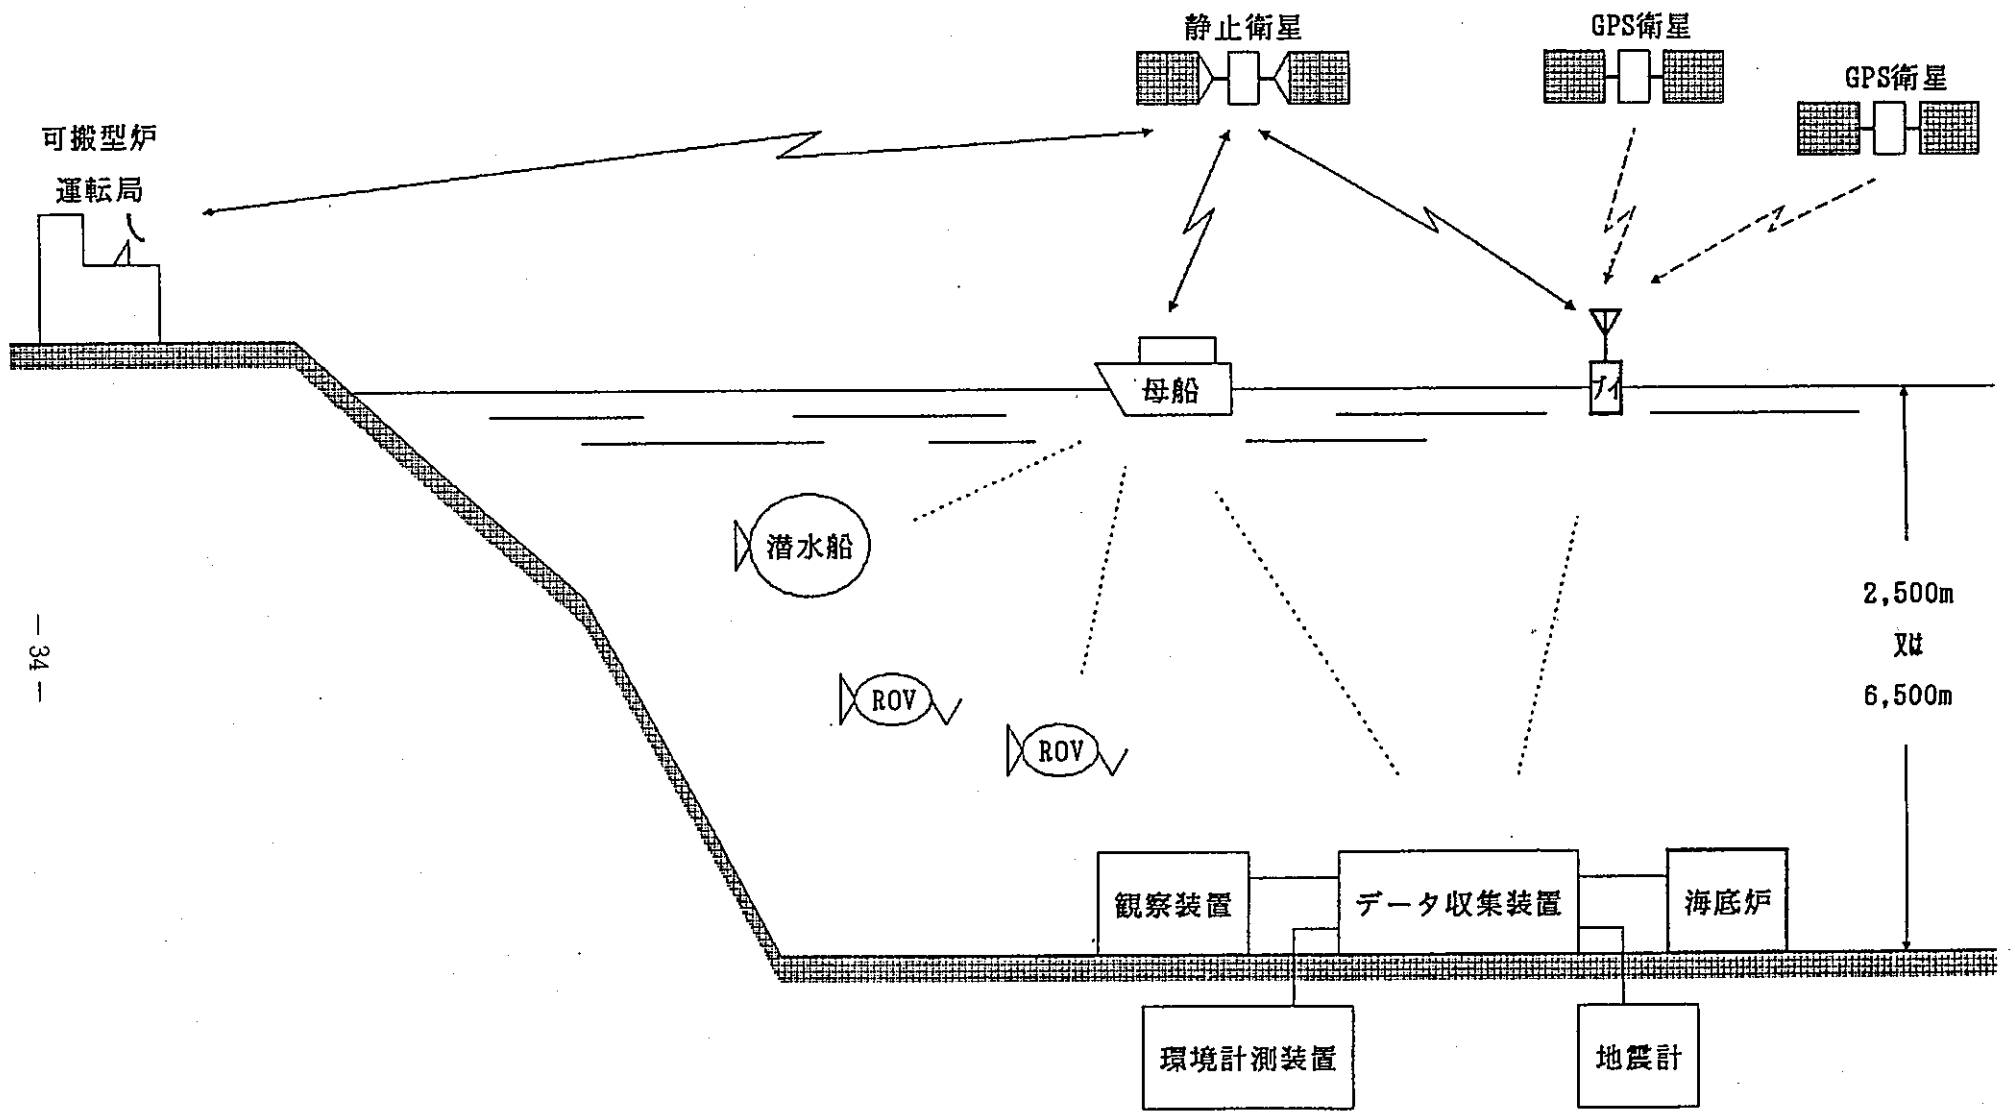 静止衛星
GPS衛星
GPS衛星
可搬型炉
運転局
母船
ブイ
潜水船
2,500m
又は
6,500m
ROV
ROV
観察装置
データ収集装置
海底炉
環境計測装置
地震計
— 34 —